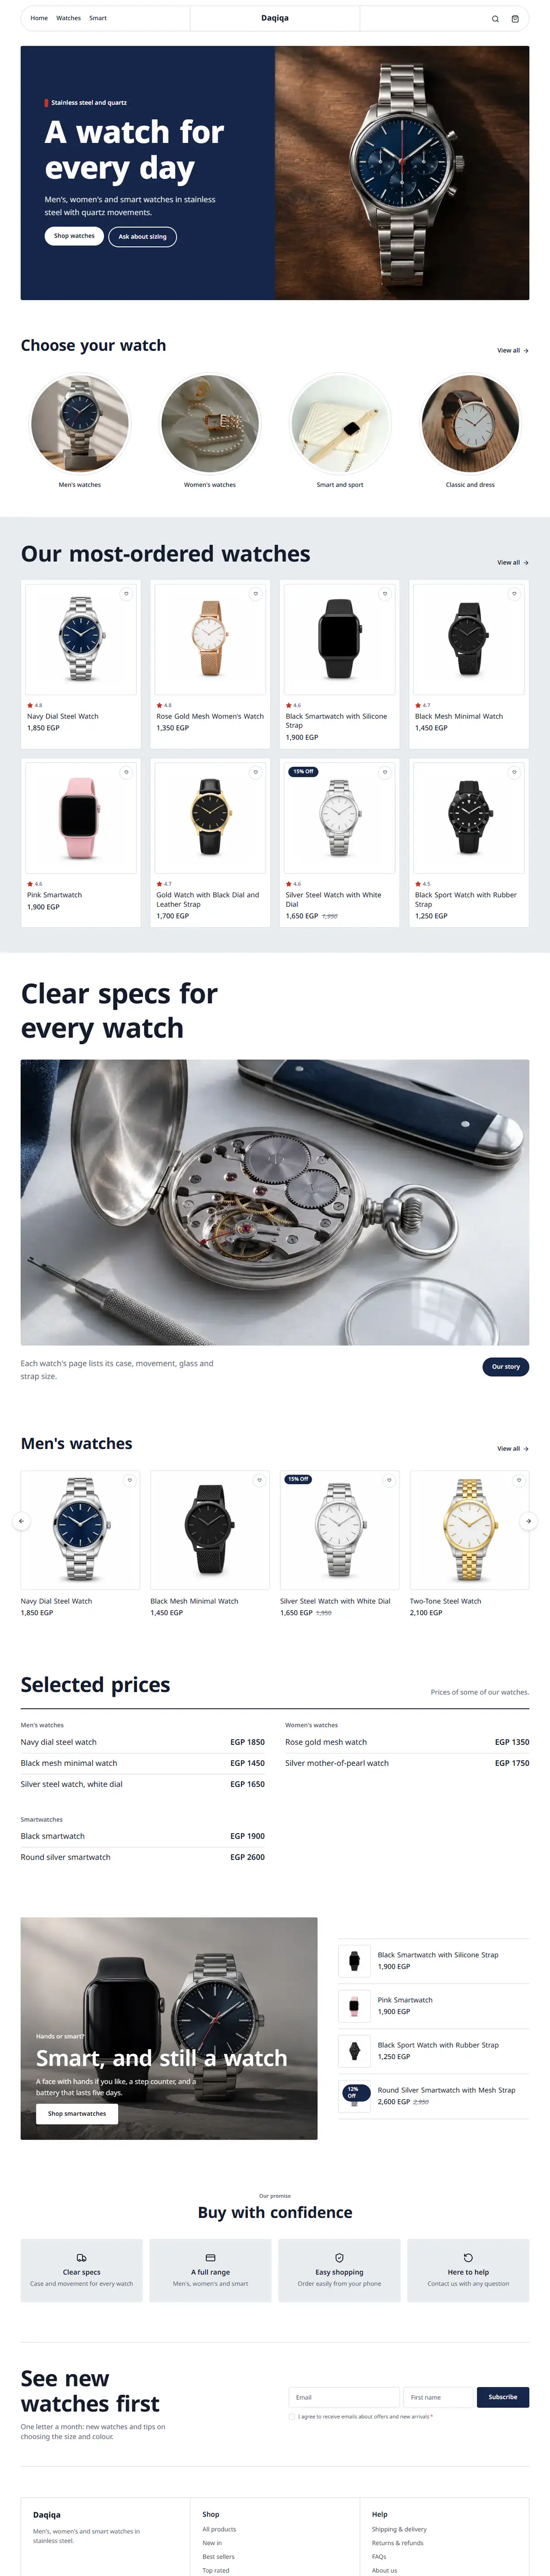 Home Watches Smart
Daqiqa
Stainless steel and quartz
A watch for
every day
Men's, women's and smart watches in stainless
steel with quartz movements.
Shop watches
Ask about sizing
Choose your watch
View all
Men's watches
Women's watches
Smart and sport
Classic and dress
Our most-ordered watches
View all
4.8
Navy Dial Steel Watch
1,850 EGP
4.8
Rose Gold Mesh Women's Watch
1,350 EGP
4.6
Black Smartwatch with Silicone
Strap
1,900 EGP
4.7
Black Mesh Minimal Watch
1,450 EGP
4.6
Pink Smartwatch
1,900 EGP
4.7
Gold Watch with Black Dial and
Leather Strap
1,700 EGP
15% Off
4.6
Silver Steel Watch with White
Dial
1,650 EGP 1,950
4.5
Black Sport Watch with Rubber
Strap
1,250 EGP
Clear specs for
every watch
Each watch's page lists its case, movement, glass and
strap size.
Our story
Men's watches
View all
Navy Dial Steel Watch
1,850 EGP
Black Mesh Minimal Watch
1,450 EGP
15% Off
Silver Steel Watch with White Dial
1,650 EGP 1,950
Two-Tone Steel Watch
2,100 EGP
Selected prices
Prices of some of our watches.
Men's watches
Navy dial steel watch EGP 1850
Black mesh minimal watch EGP 1450
Silver steel watch, white dial EGP 1650
Women's watches
Rose gold mesh watch EGP 1350
Silver mother-of-pearl watch EGP 1750
Smartwatches
Black smartwatch EGP 1900
Round silver smartwatch EGP 2600
Hands or smart?
Smart, and still a watch
A face with hands if you like, a step counter, and a
battery that lasts five days.
Shop smartwatches
Black Smartwatch with Silicone Strap
1,900 EGP
Pink Smartwatch
1,900 EGP
Black Sport Watch with Rubber Strap
1,250 EGP
12%
Off
Round Silver Smartwatch with Mesh Strap
2,600 EGP 2,950
Our promise
Buy with confidence
Clear specs
Case and movement for every watch
A full range
Men's, women's and smart
Easy shopping
Order easily from your phone
Here to help
Contact us with any question
See new
watches first
One letter a month: new watches and tips on
choosing the size and colour.
Email
First name
Subscribe
I agree to receive emails about offers and new arrivals *
Daqiqa
Men's, women's and smart watches in
stainless steel.
Shop
All products
New in
Best sellers
Top rated
Help
Shipping & delivery
Returns & refunds
FAQs
About us